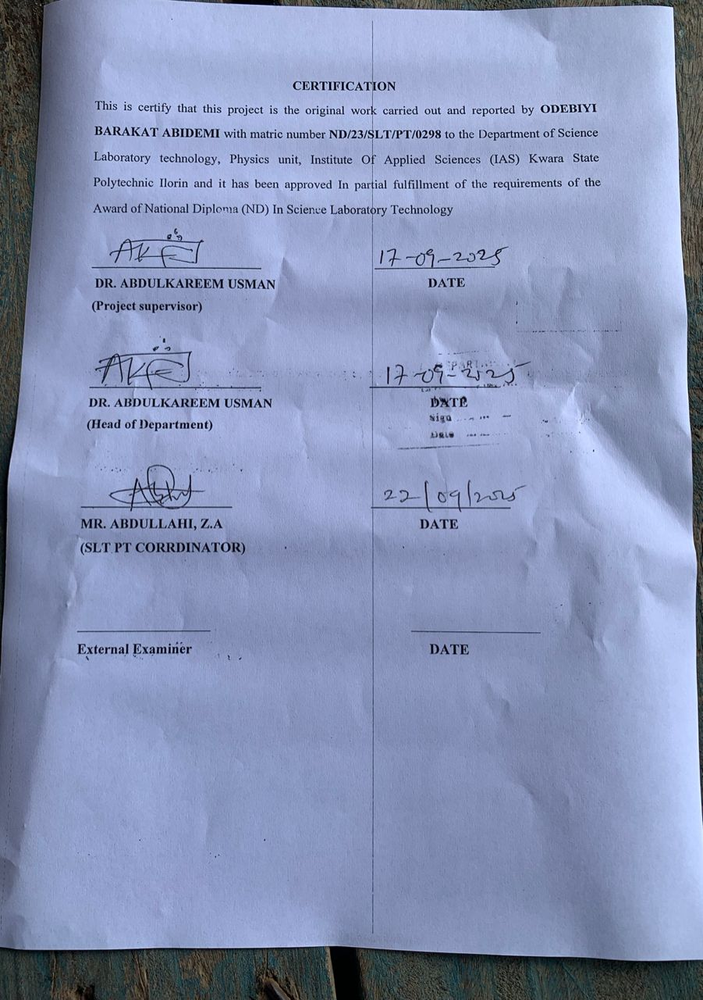 CERTIFICATION
This is certify that this project is the original work carried out and reported by ODEBIYI
BARAKAT ABIDEMI with matric number ND/23/SLT/PT/0298 to the Department of Science
Laboratory technology, Physics unit, Institute Of Applied Sciences (IAS) Kwara State
Polytechnic Ilorin and it has been approved In partial fulfillment of the requirements of the
Award of National Diploma (ND) In Science Laboratory Technology
17-09-2025
DR. ABDULKAREEM USMAN DATE
(Project supervisor)
17-09-2025
DR. ABDULKAREEM USMAN DATE
(Head of Department)
Sign
Date
22/09/2025
MR. ABDULLAHI, Z.A DATE
(SLT PT CORRDINATOR)
External Examiner DATE